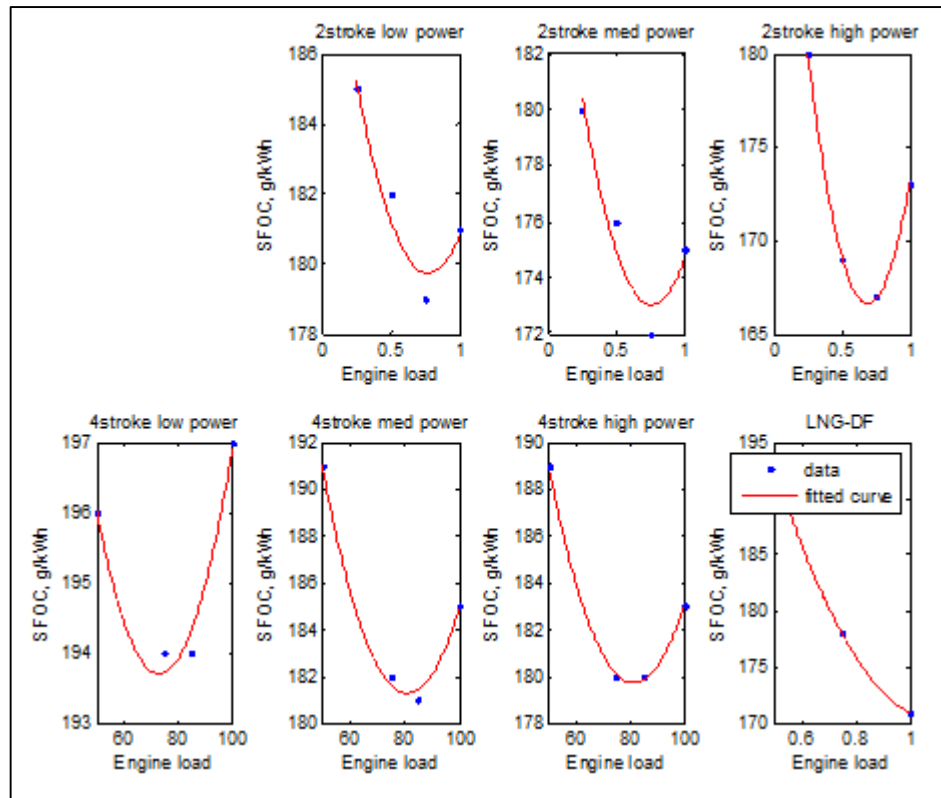 2stroke low power
186
184
182
180
178
0
0.5
1
SFOC, g/kWh
Engine load
2stroke med power
182
180
178
176
174
172
0
0.5
1
SFOC, g/kWh
Engine load
2stroke high power
180
175
170
165
0
0.5
1
SFOC, g/kWh
Engine load
4stroke low power
197
196
195
194
193
60
80
100
SFOC, g/kWh
Engine load
4stroke med power
192
190
188
186
184
182
180
60
80
100
SFOC, g/kWh
Engine load
4stroke high power
190
188
186
184
182
180
178
60
80
100
SFOC, g/kWh
Engine load
LNG-DF
195
185
180
175
170
0.6
0.8
1
SFOC, g/kWh
Engine load
data
fitted curve